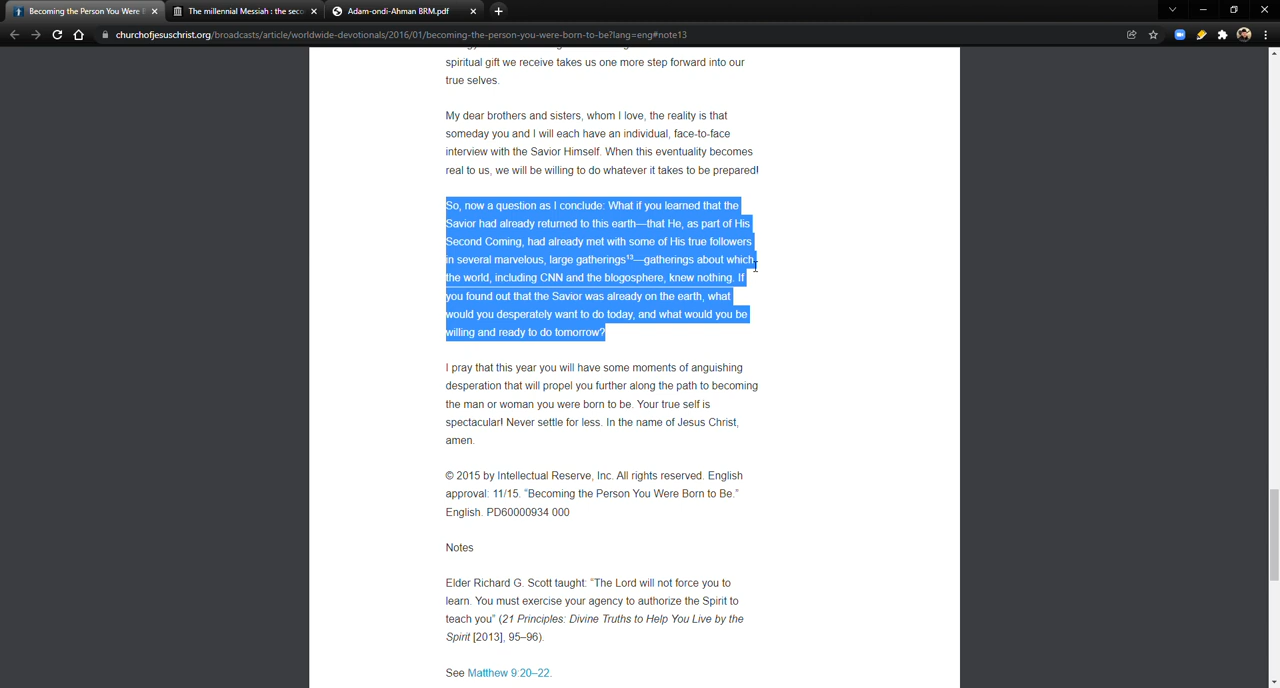 Becoming the Person You Were
The millennial Messiah : the seco
Adam-ondi-Ahman BRM.pdf
churchofjesuschrist.org/broadcasts/article/worldwide-devotionals/2016/01/becoming-the-person-you-were-born-to-be?lang=eng#note13
spiritual gift we receive takes us one more step forward into our
true selves.
My dear brothers and sisters, whom I love, the reality is that
someday you and I will each have an individual, face-to-face
interview with the Savior Himself. When this eventuality becomes
real to us, we will be willing to do whatever it takes to be prepared!
So, now a question as I conclude: What if you learned that the
Savior had already returned to this earth—that He, as part of His
Second Coming, had already met with some of His true followers
in several marvelous, large gatherings¹³—gatherings about which
the world, including CNN and the blogosphere, knew nothing. If
you found out that the Savior was already on the earth, what
would you desperately want to do today, and what would you be
willing and ready to do tomorrow?
I pray that this year you will have some moments of anguishing
desperation that will propel you further along the path to becoming
the man or woman you were born to be. Your true self is
spectacular! Never settle for less. In the name of Jesus Christ,
amen.
© 2015 by Intellectual Reserve, Inc. All rights reserved. English
approval: 11/15. “Becoming the Person You Were Born to Be.”
English. PD60000934 000
Notes
Elder Richard G. Scott taught: “The Lord will not force you to
learn. You must exercise your agency to authorize the Spirit to
teach you” (21 Principles: Divine Truths to Help You Live by the
Spirit [2013], 95–96).
See Matthew 9:20–22.